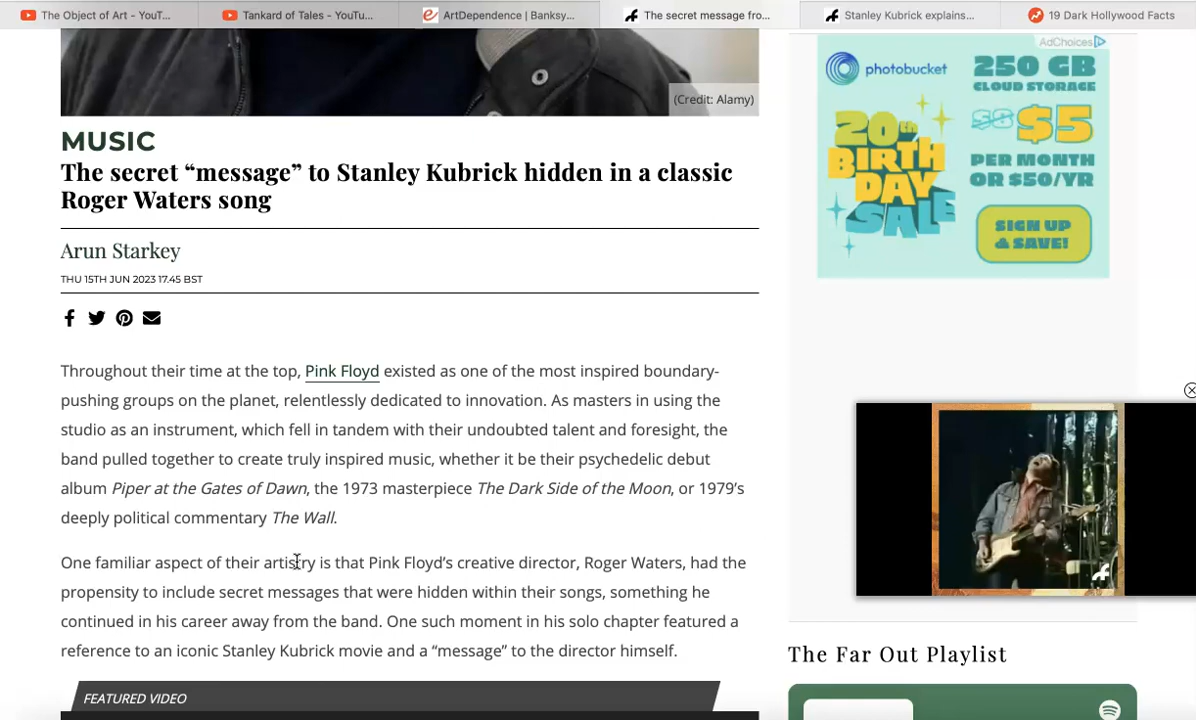 The Object of Art - YouT...
Tankard of Tales - YouTu...
ArtDependence | Banksy...
The secret message fro...
Stanley Kubrick explains...
19 Dark Hollywood Facts
(Credit: Alamy)
MUSIC
The secret “message” to Stanley Kubrick hidden in a classic
Roger Waters song
Arun Starkey
THU 15TH JUN 2023 17.45 BST
Throughout their time at the top, Pink Floyd existed as one of the most inspired boundary-
pushing groups on the planet, relentlessly dedicated to innovation. As masters in using the
studio as an instrument, which fell in tandem with their undoubted talent and foresight, the
band pulled together to create truly inspired music, whether it be their psychedelic debut
album Piper at the Gates of Dawn, the 1973 masterpiece The Dark Side of the Moon, or 1979’s
deeply political commentary The Wall.
One familiar aspect of their artistry is that Pink Floyd’s creative director, Roger Waters, had the
propensity to include secret messages that were hidden within their songs, something he
continued in his career away from the band. One such moment in his solo chapter featured a
reference to an iconic Stanley Kubrick movie and a “message” to the director himself.
FEATURED VIDEO
AdChoices
photobucket
20th
BIRTH
DAY
SALE
250 GB
CLOUD STORAGE
$8 $5
PER MONTH
OR $50/YR
SIGN UP
& SAVE!
The Far Out Playlist